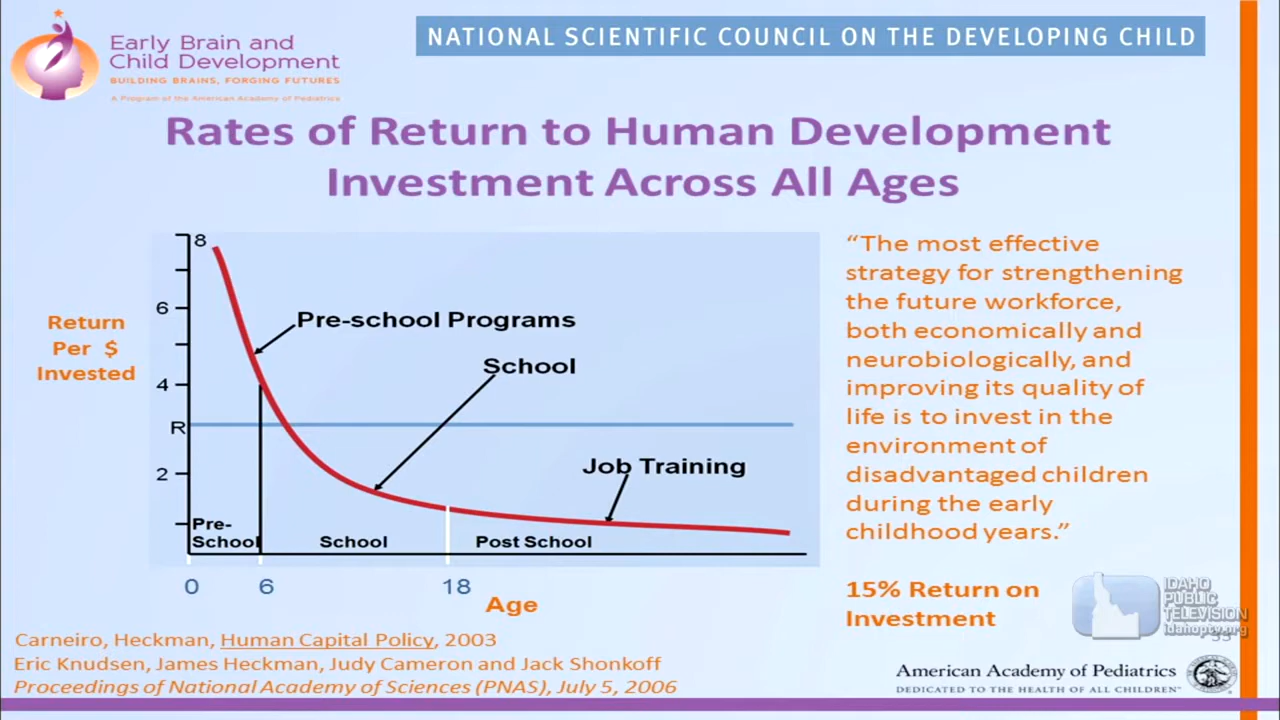 Early Brain and
Child Development
BUILDING BRAINS, FORGING FUTURES
A Program of the American Academy of Pediatrics
NATIONAL SCIENTIFIC COUNCIL ON THE DEVELOPING CHILD
Rates of Return to Human Development
Investment Across All Ages
Return
Per $
Invested
8
6
4
R
2
Pre-school Programs
School
Job Training
Pre-
School
School
Post School
0
6
18
Age
“The most effective
strategy for strengthening
the future workforce,
both economically and
neurobiologically, and
improving its quality of
life is to invest in the
environment of
disadvantaged children
during the early
childhood years.”
15% Return on
Investment
IDAHO
PUBLIC
TELEVISION
idahoptv.org
Carneiro, Heckman, Human Capital Policy, 2003
Eric Knudsen, James Heckman, Judy Cameron and Jack Shonkoff
Proceedings of National Academy of Sciences (PNAS), July 5, 2006
American Academy of Pediatrics
DEDICATED TO THE HEALTH OF ALL CHILDREN™